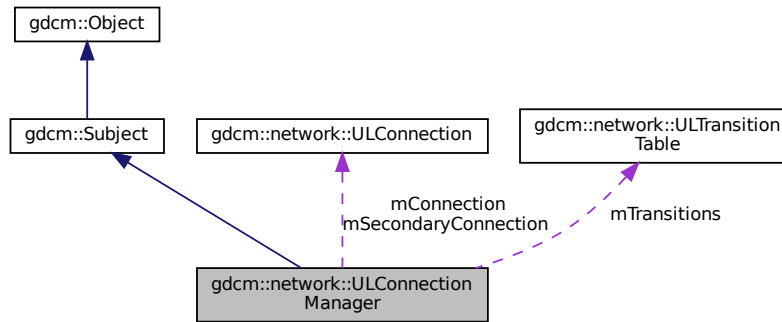 gdcm::Object
gdcm::Subject
gdcm::network::ULConnection
gdcm::network::ULTransition
Table
mConnection
mSecondaryConnection
mTransitions
gdcm::network::ULConnection
Manager